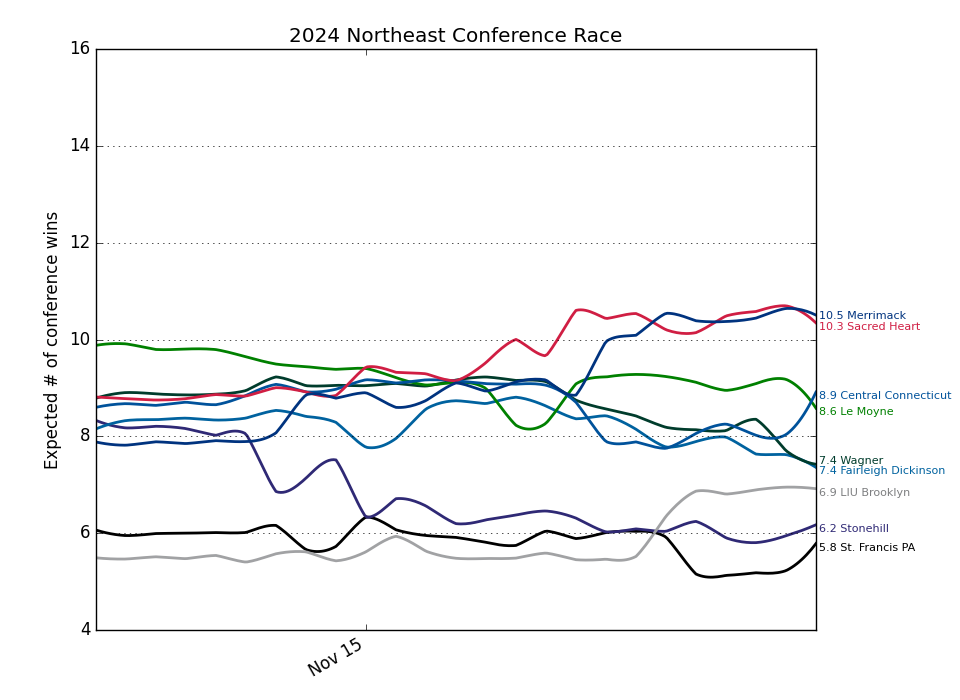 2024 Northeast Conference Race
Expected # of conference wins
16
14
12
10
8
6
4
Nov 15
10.5 Merrimack
10.3 Sacred Heart
8.9 Central Connecticut
8.6 Le Moyne
7.4 Wagner
7.4 Fairleigh Dickinson
6.9 LIU Brooklyn
6.2 Stonehill
5.8 St. Francis PA